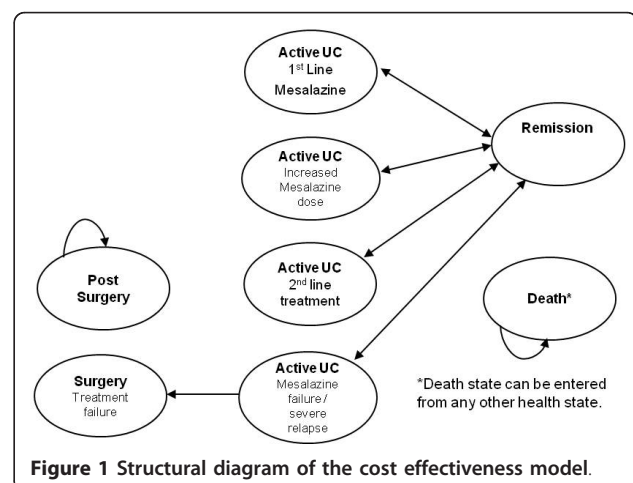 Active UC
1st Line
Mesalazine
Remission
Active UC
Increased
Mesalazine
dose
Post
Surgery
Active UC
2nd line
treatment
Death*
Surgery
Treatment
failure
Active UC
Mesalazine
failure /
severe
relapse
*Death state can be entered
from any other health state.
Figure 1 Structural diagram of the cost effectiveness model.